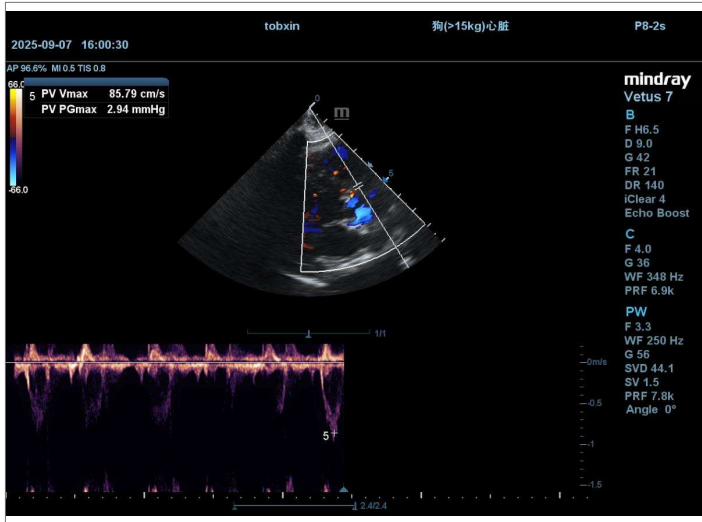 tobxin
狗(>15kg)心脏
P8-2s
2025-09-07 16:00:30
AP 96.6% MI 0.5 TIS 0.8
66.0
5 PV Vmax 85.79 cm/s
PV PGmax 2.94 mmHg
-66.0
0
m
5
mindray
Vetus 7
B
F H6.5
D 9.0
G 42
FR 21
DR 140
iClear 4
Echo Boost
C
F 4.0
G 36
WF 348 Hz
PRF 6.9k
PW
F 3.3
WF 250 Hz
G 56
SVD 44.1
SV 1.5
PRF 7.8k
Angle 0°
1/1
0m/s
-0.5
5
-1
-1.5
2.4/2.4